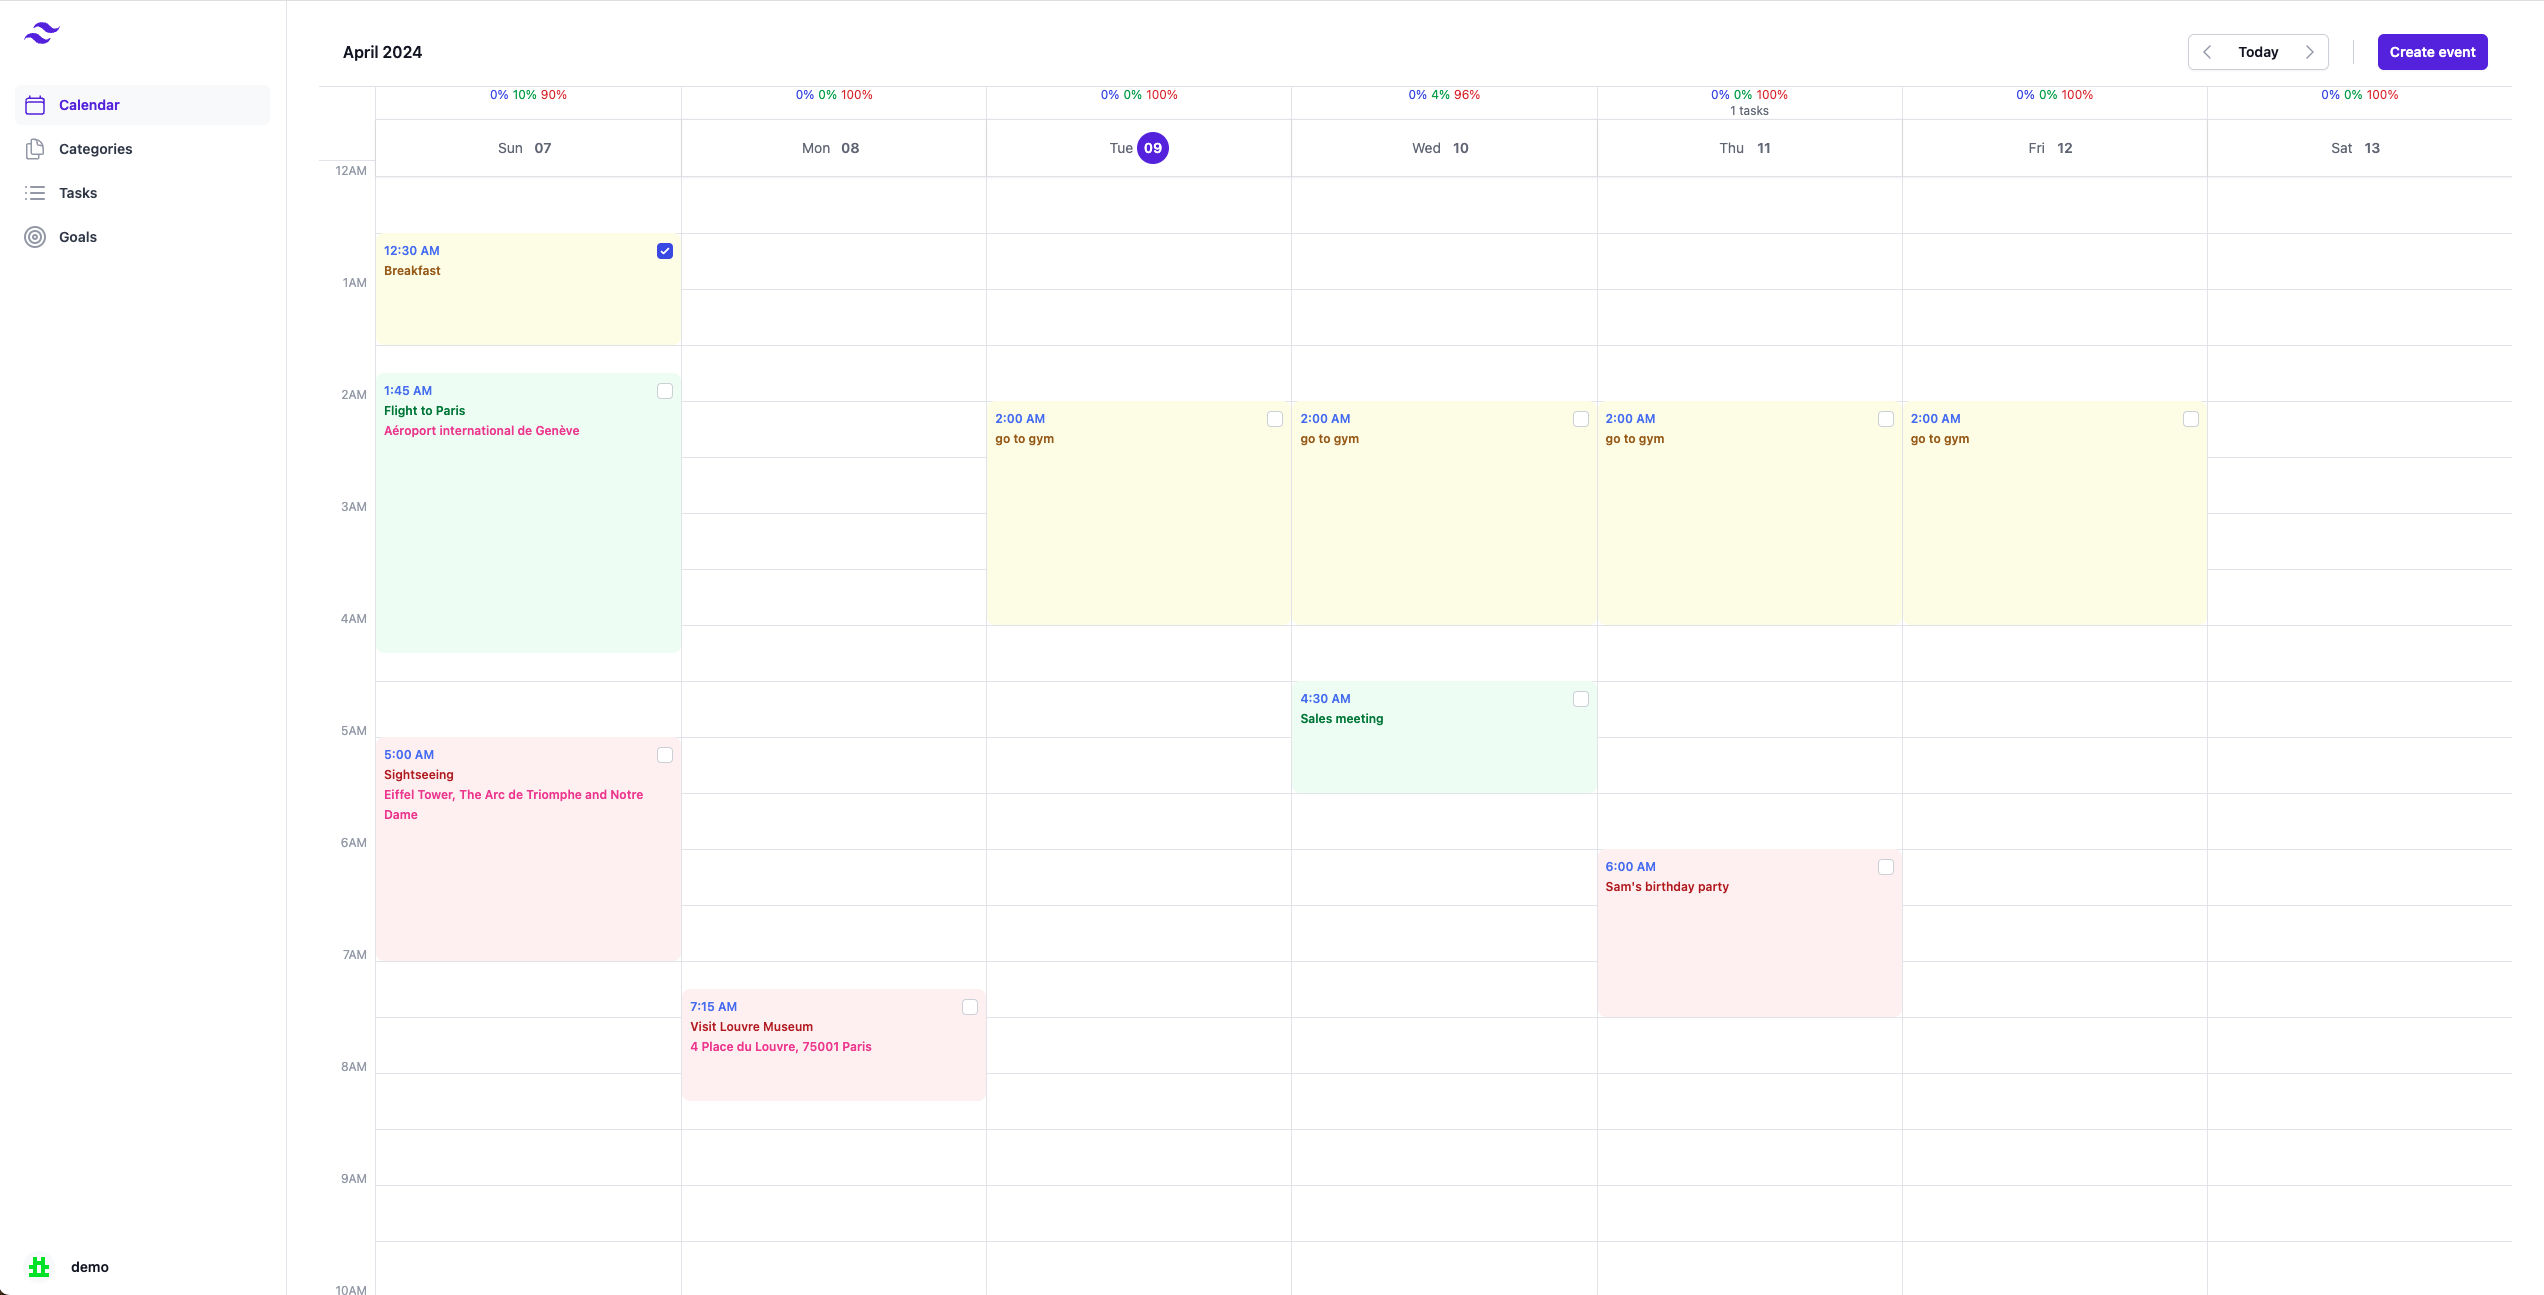 April 2024
Today
Create event
Calendar
Categories
Tasks
Goals
demo
0% 10% 90%
0% 0% 100%
0% 0% 100%
0% 4% 96%
0% 0% 100%
1 tasks
0% 0% 100%
0% 0% 100%
Sun 07
Mon 08
Tue 09
Wed 10
Thu 11
Fri 12
Sat 13
12AM
1AM
2AM
3AM
4AM
5AM
6AM
7AM
8AM
9AM
10AM
12:30 AM
Breakfast
1:45 AM
Flight to Paris
Aéroport international de Genève
5:00 AM
Sightseeing
Eiffel Tower, The Arc de Triomphe and Notre
Dame
7:15 AM
Visit Louvre Museum
4 Place du Louvre, 75001 Paris
2:00 AM
go to gym
2:00 AM
go to gym
4:30 AM
Sales meeting
2:00 AM
go to gym
6:00 AM
Sam's birthday party
2:00 AM
go to gym